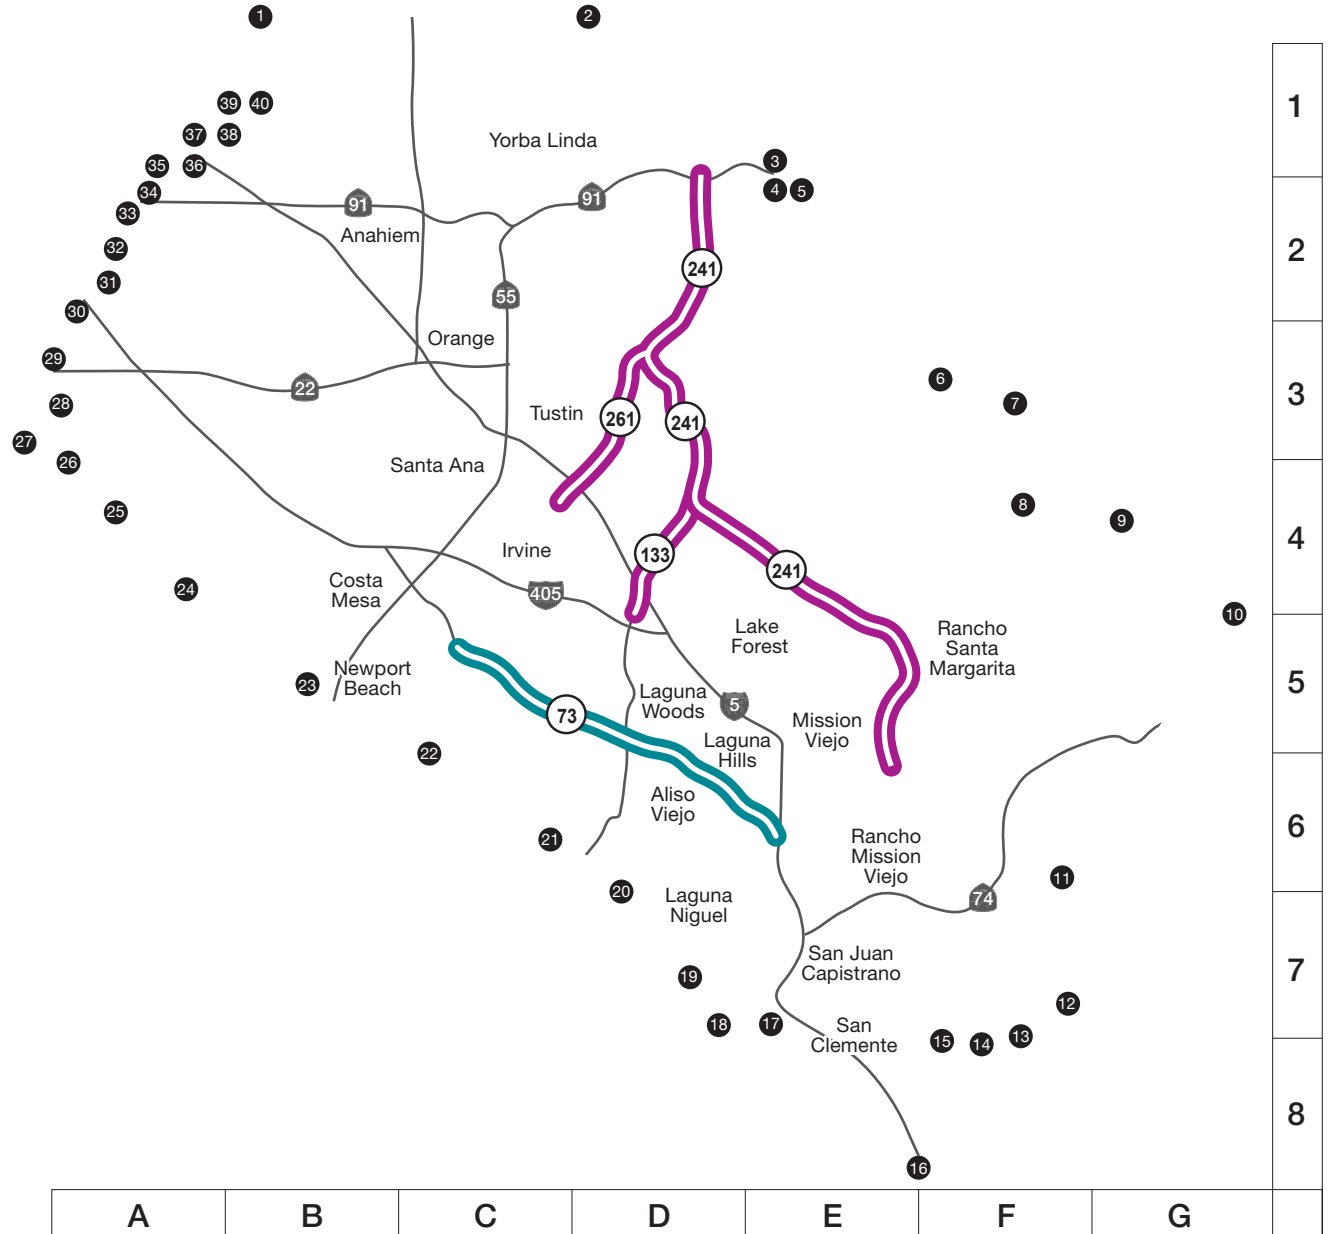 1
2
39
40
1
37
38
Yorba Linda
35
36
3
34
4
5
91
91
33
Anahiem
32
2
241
31
55
30
Orange
29
6
22
3
28
7
Tustin
261
241
27
26
Santa Ana
8
25
9
4
Irvine
133
241
Costa
Mesa
24
405
10
Lake
Forest
Rancho
Santa
Margarita
Newport
Beach
23
5
Laguna
Woods
5
73
Mission
Viejo
Laguna
Hills
22
Aliso
Viejo
6
21
Rancho
Mission
Viejo
11
20
Laguna
Niguel
74
San Juan
Capistrano
7
19
12
18
17
San
Clemente
15
14
13
8
16
A
B
C
D
E
F
G